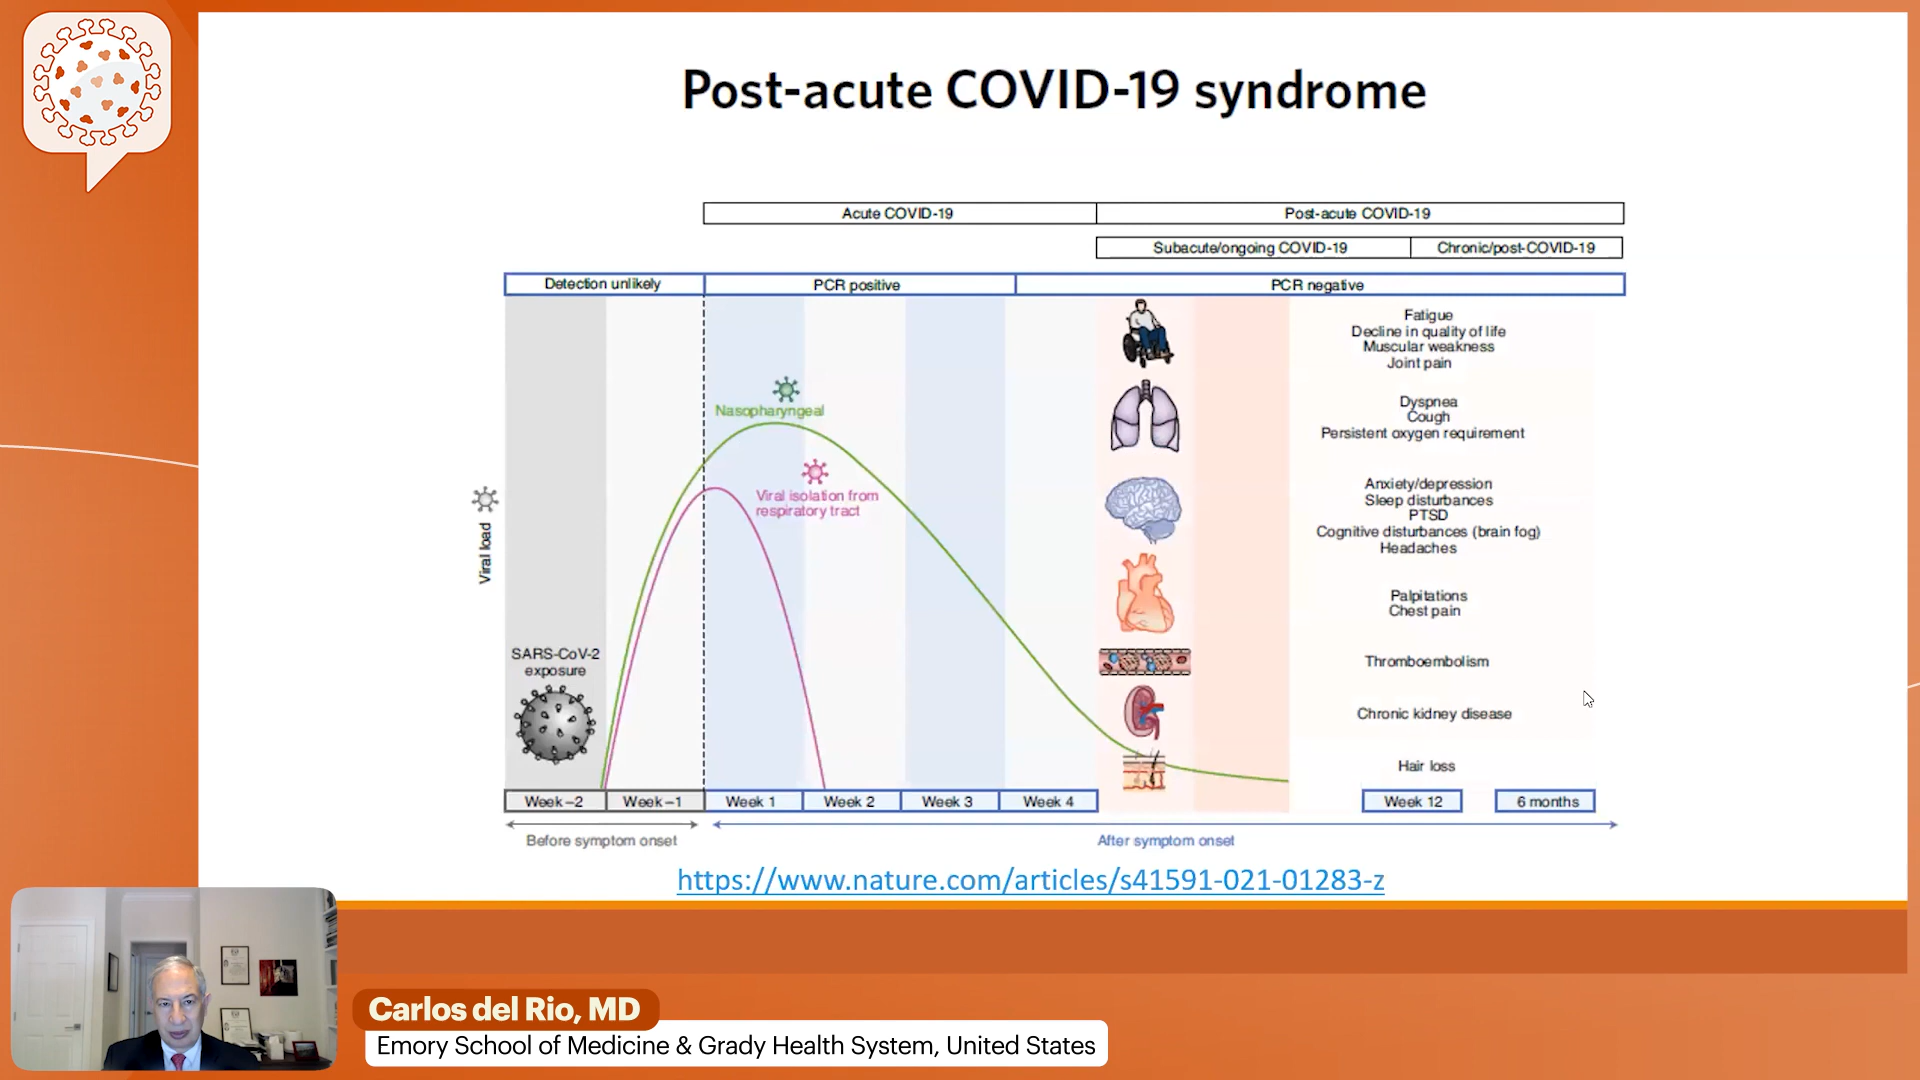 Post-acute COVID-19 syndrome
Acute COVID-19
Post-acute COVID-19
Subacute/ongoing COVID-19
Chronic/post-COVID-19
Detection unlikely
PCR positive
PCR negative
Fatigue
Decline in quality of life
Muscular weakness
Joint pain
Nasopharyngeal
Dyspnea
Cough
Persistent oxygen requirement
Viral isolation from
respiratory tract
Viral load
Anxiety/depression
Sleep disturbances
PTSD
Cognitive disturbances (brain fog)
Headaches
Palpitations
Chest pain
SARS-CoV-2
exposure
Thromboembolism
Chronic kidney disease
Hair loss
Week –2
Week –1
Week 1
Week 2
Week 3
Week 4
Week 12
6 months
Before symptom onset
After symptom onset
https://www.nature.com/articles/s41591-021-01283-z
Carlos del Rio, MD
Emory School of Medicine & Grady Health System, United States